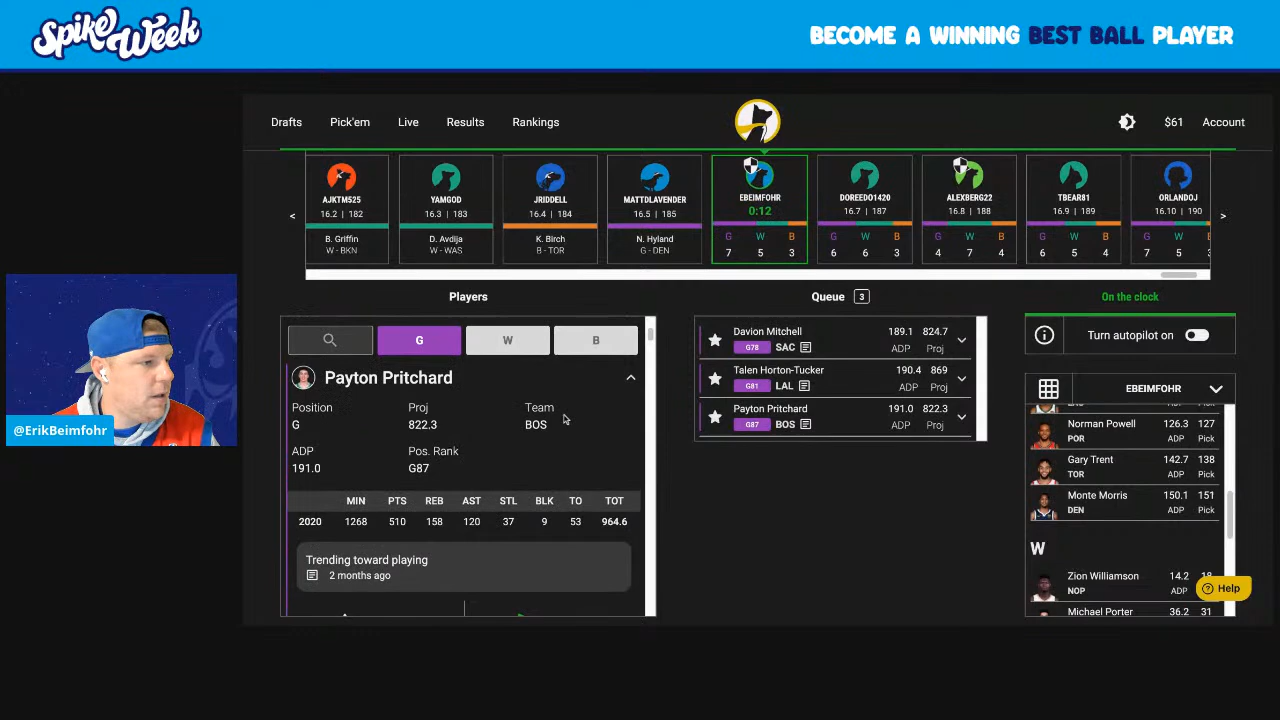 Spike Week
BECOME A WINNING BEST BALL PLAYER
Drafts
Pick'em
Live
Results
Rankings
$61
Account
<
AJKTM525
16.2 | 182
B. Griffin
W - BKN
YAMGOD
16.3 | 183
D. Avdija
W - WAS
JRIDDELL
16.4 | 184
K. Birch
B - TOR
MATTDLAVENDER
16.5 | 185
N. Hyland
G - DEN
EBEIMFOHR
0:12
G W B
7 5 3
DOREEDO1420
16.7 | 187
G W B
6 6 3
ALEXBERG22
16.8 | 188
G W B
4 7 4
TBEAR81
16.9 | 189
G W B
6 5 4
ORLANDOJ
16.10 | 190
G W
7 5
>
Players
G
W
B
Payton Pritchard
Position Proj Team
G 822.3 BOS
ADP Pos. Rank
191.0 G87
MIN PTS REB AST STL BLK TO TOT
2020 1268 510 158 120 37 9 53 964.6
Trending toward playing
2 months ago
Queue 3
Davion Mitchell 189.1 824.7
G78 SAC ADP Proj
Talen Horton-Tucker 190.4 869
G81 LAL ADP Proj
Payton Pritchard 191.0 822.3
G87 BOS ADP Proj
On the clock
Turn autopilot on
EBEIMFOHR
ADP Pick
Norman Powell 126.3 127
POR ADP Pick
Gary Trent 142.7 138
TOR ADP Pick
Monte Morris 150.1 151
DEN ADP Pick
W
Zion Williamson 14.2
NOP ADP
Michael Porter 36.2 31
Help
@ErikBeimfohr